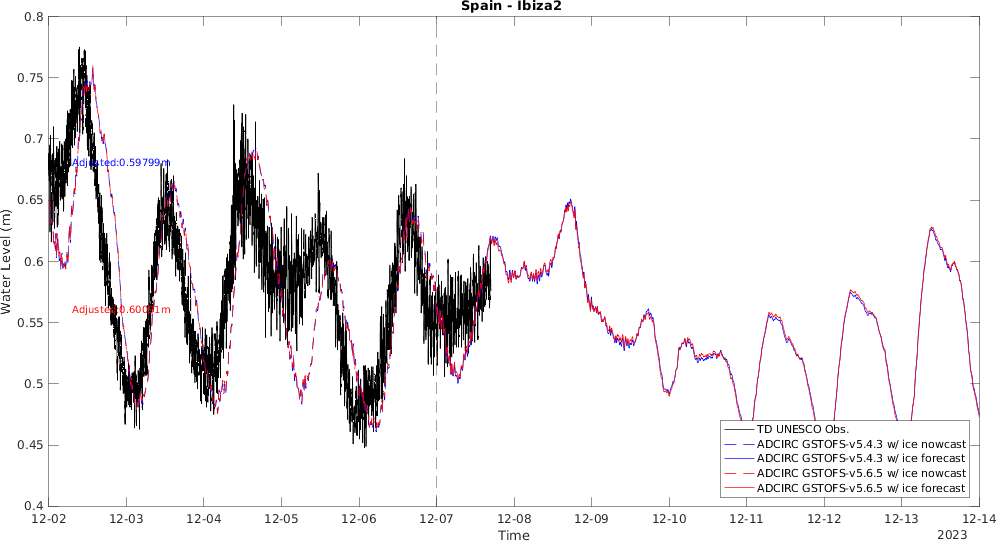 Spain - Ibiza2
0.8
0.75
0.7
0.65
0.6
0.55
0.5
0.45
0.4
Water Level (m)
Adjusted:0.59799m
Adjusted:0.60001m
TD UNESCO Obs.
ADCIRC GSTOFS-v5.4.3 w/ ice nowcast
ADCIRC GSTOFS-v5.4.3 w/ ice forecast
ADCIRC GSTOFS-v5.6.5 w/ ice nowcast
ADCIRC GSTOFS-v5.6.5 w/ ice forecast
12-02 12-03 12-04 12-05 12-06 12-07 12-08 12-09 12-10 12-11 12-12 12-13 12-14
Time
2023